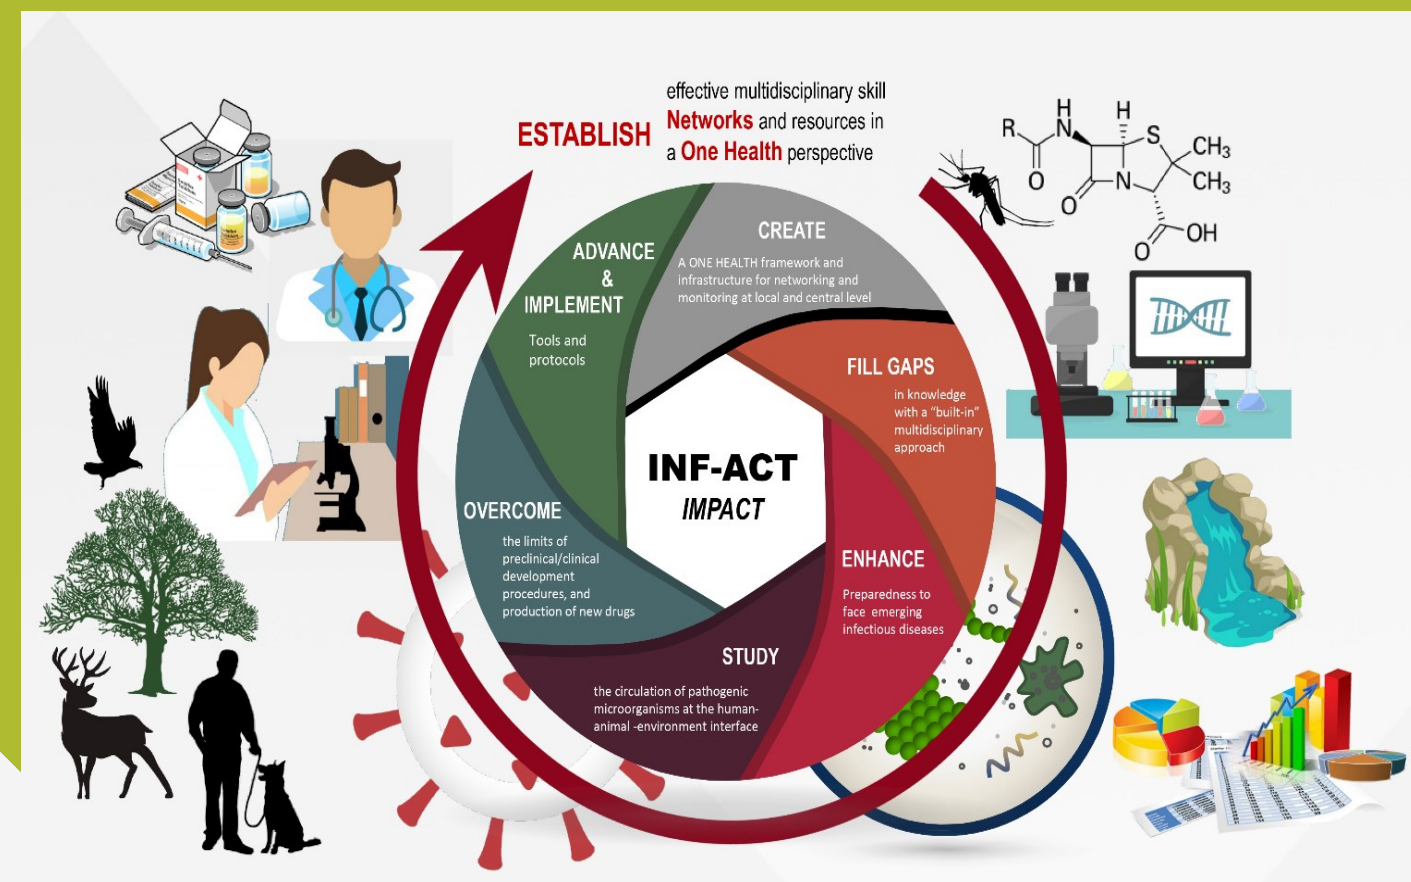 effective multidisciplinary skill
ESTABLISH
Networks and resources in
a One Health perspective
CREATE
A ONE HEALTH framework and
infrastructure for networking and
monitoring at local and central level
FILL GAPS
in knowledge
with a “built-in”
multidisciplinary
approach
ENHANCE
Preparedness to
face emerging
infectious diseases
STUDY
the circulation of pathogenic
microorganisms at the human-
animal -environment interface
OVERCOME
the limits of
preclinical/clinical
development
procedures, and
production of new drugs
ADVANCE
&
IMPLEMENT
Tools and
protocols
INF-ACT
IMPACT
R
H
N
H
S
CH3
CH3
O
O
N
O
OH